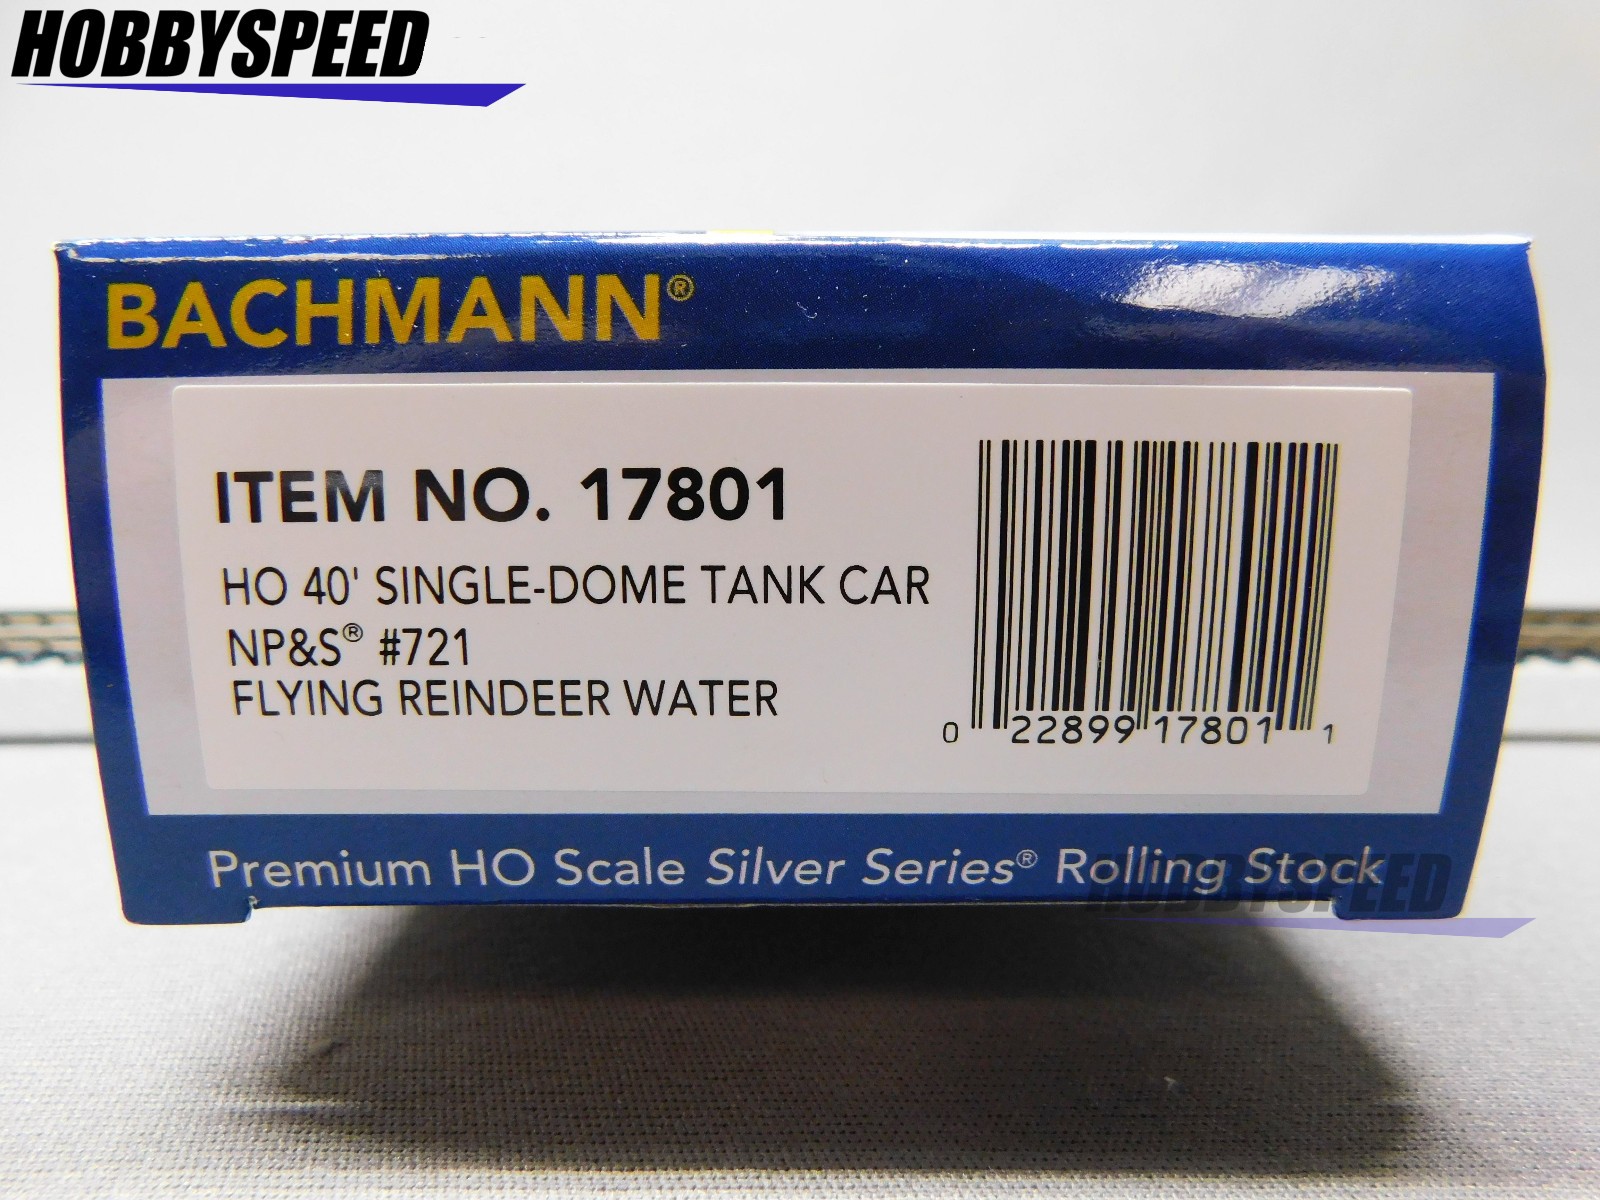 HOBBYSPEED
BACHMANN®
ITEM NO. 17801
HO 40' SINGLE-DOME TANK CAR
NP&S® #721
FLYING REINDEER WATER
0 22899 17801 1
Premium HO Scale Silver Series® Rolling Stock
HOBBYSPEED